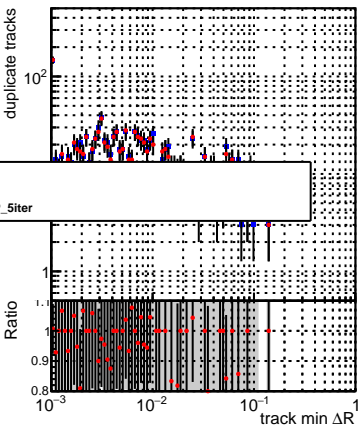 duplicate tracks
10²
_5iter
1
Ratio
1.1
1
0.9
0.8
10⁻³
10⁻²
10⁻¹
1
track min ΔR